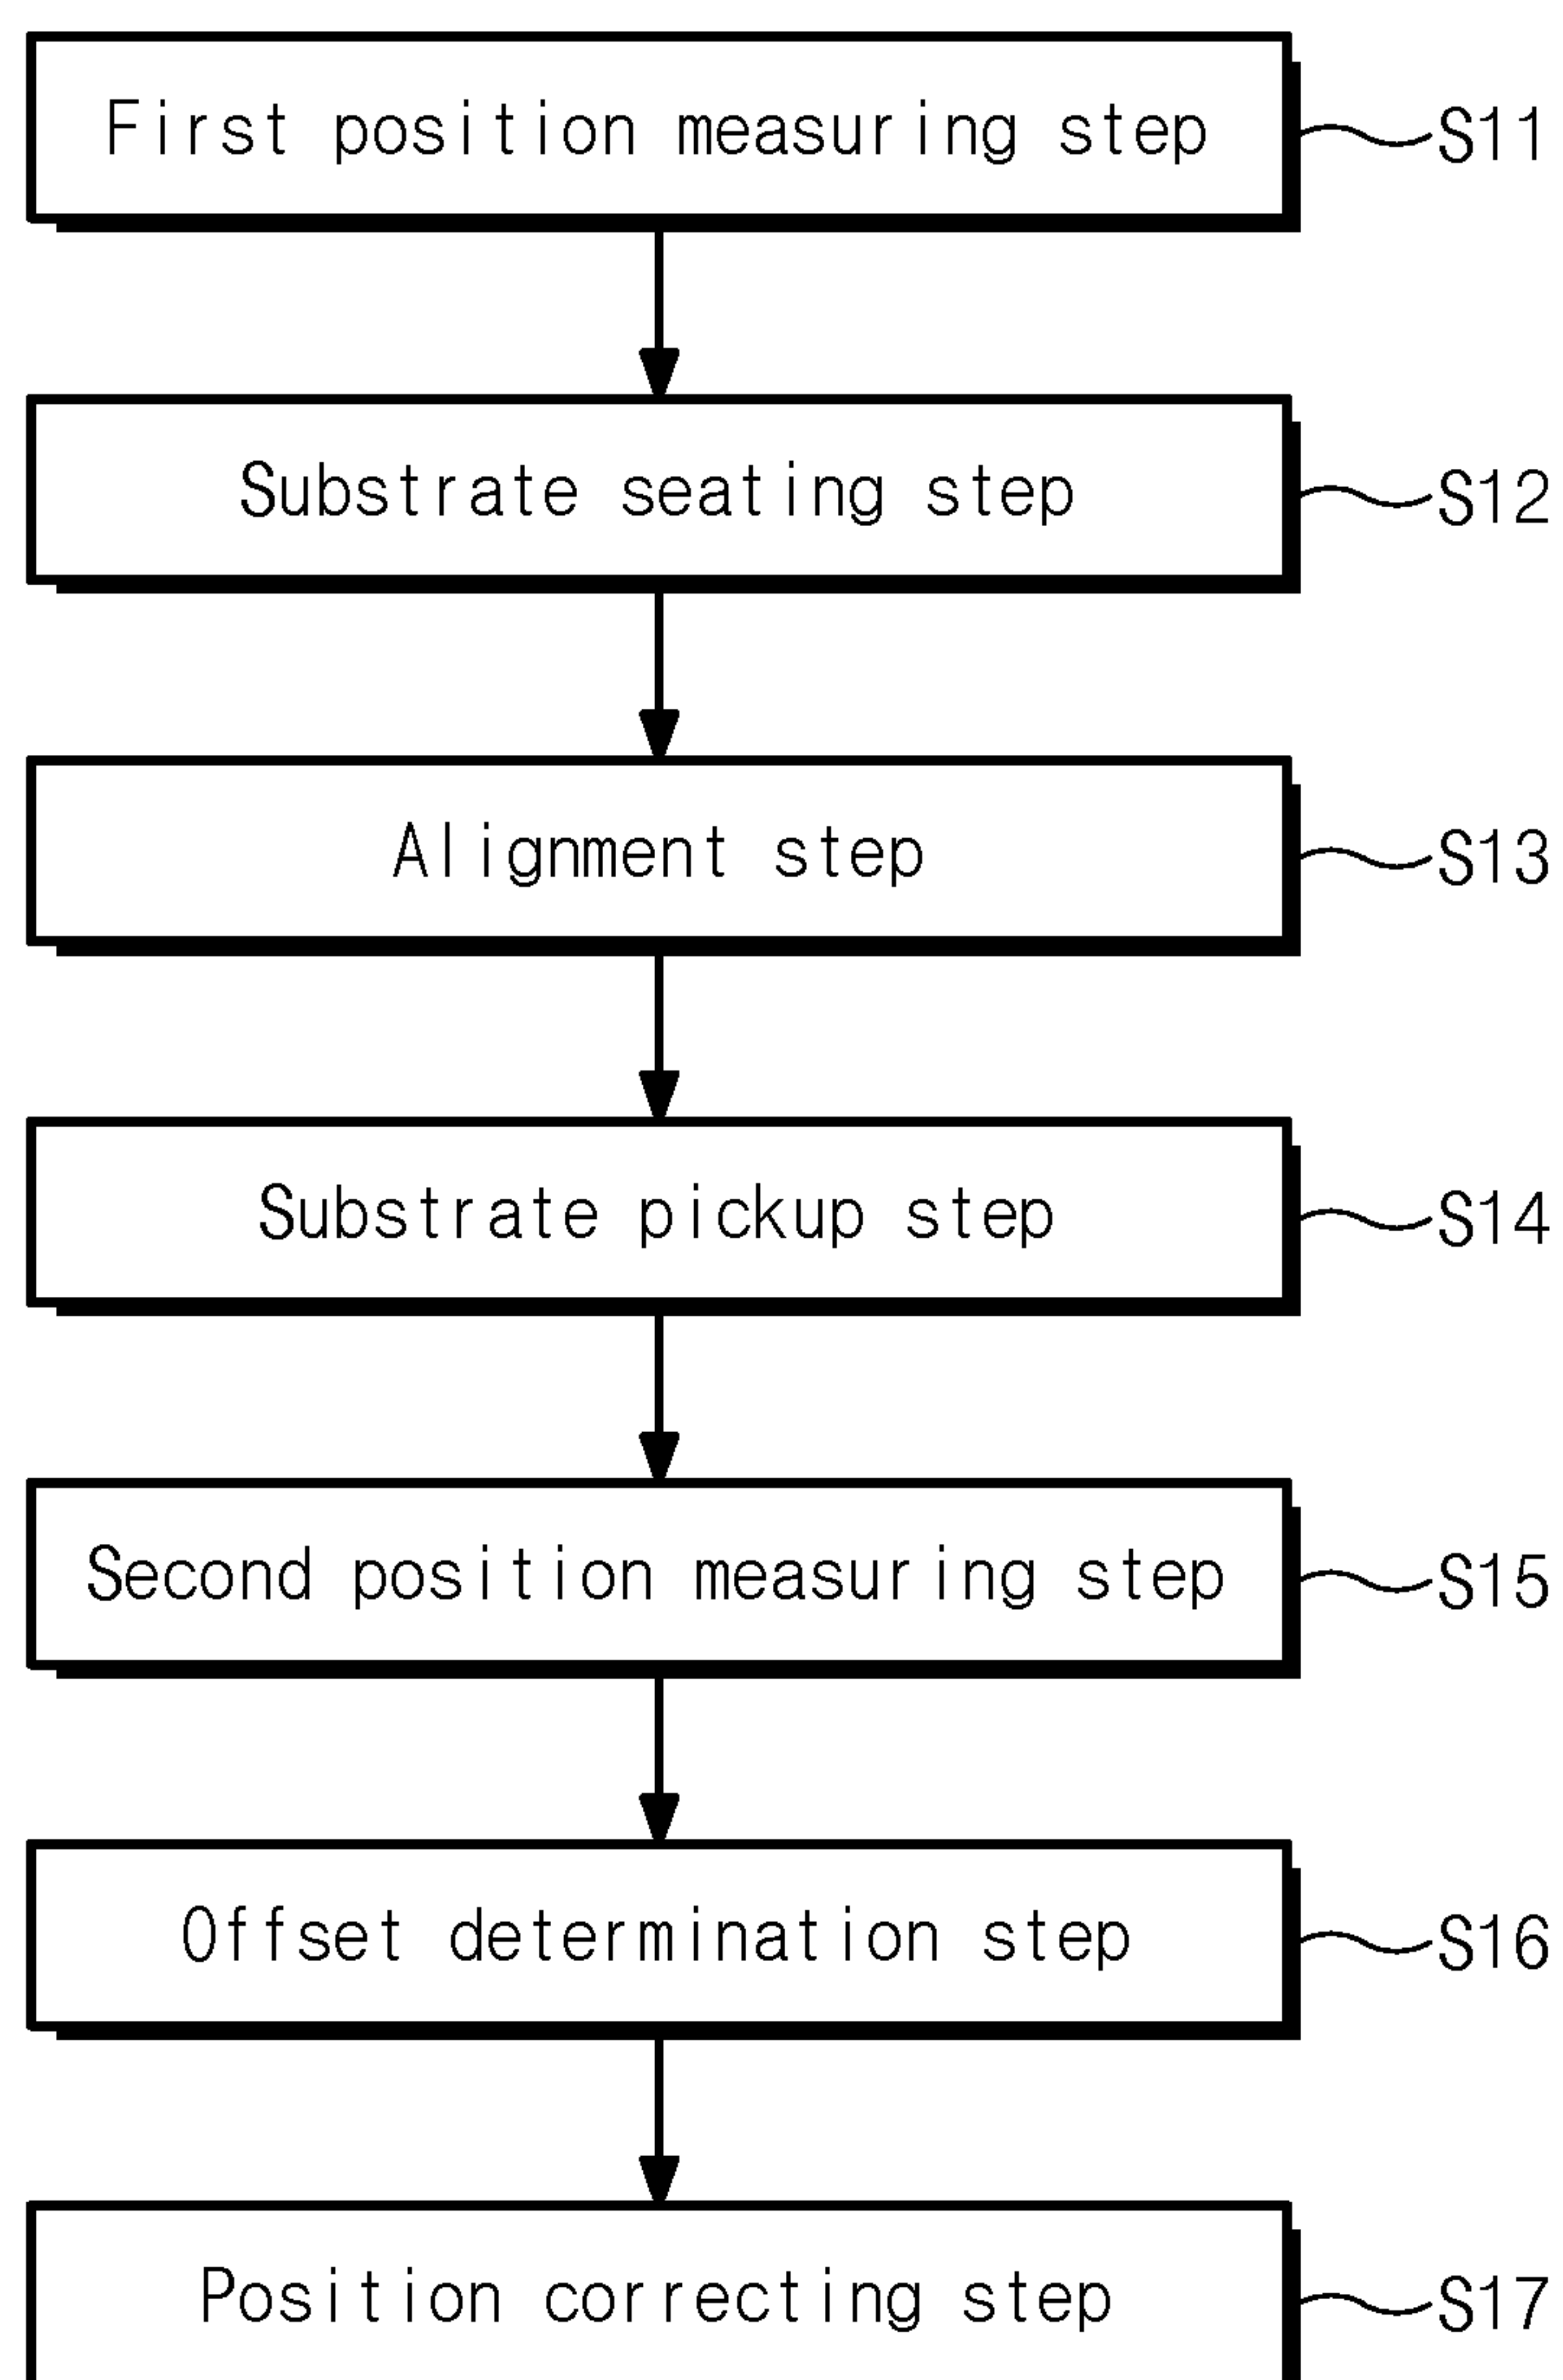 First position measuring step S11
Substrate seating step S12
Alignment step S13
Substrate pickup step S14
Second position measuring step S15
Offset determination step S16
Position correcting step S17